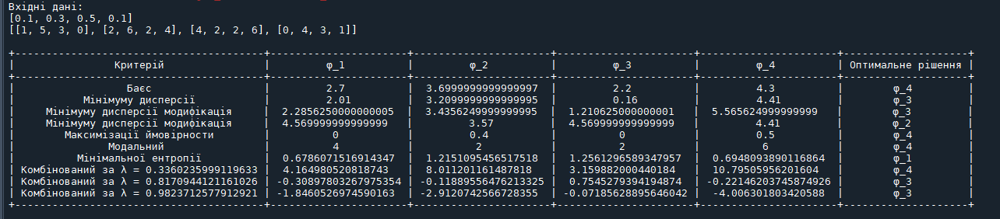 Вхідні дані:
[0.1, 0.3, 0.5, 0.1]
[[1, 5, 3, 0], [2, 6, 2, 4], [4, 2, 2, 6], [0, 4, 3, 1]]
+----------------------------------------+----------------------+----------------------+----------------------+----------------------+--------------------+
| Критерій | φ_1 | φ_2 | φ_3 | φ_4 | Оптимальне рішення |
+----------------------------------------+----------------------+----------------------+----------------------+----------------------+--------------------+
| Баєс | 2.7 | 3.6999999999999997 | 2.2 | 4.3 | φ_4 |
| Мінімуму дисперсії | 2.01 | 3.2099999999999995 | 0.16 | 4.41 | φ_3 |
| Мінімуму дисперсії модифікація | 2.2856250000000005 | 3.4356249999999995 | 1.210625000000001 | 5.565624999999999 | φ_3 |
| Мінімуму дисперсії модифікація | 4.569999999999999 | 3.57 | 4.569999999999999 | 4.41 | φ_2 |
| Максимізації ймовірности | 0 | 0.4 | 0 | 0.5 | φ_4 |
| Модальний | 4 | 2 | 2 | 6 | φ_4 |
| Мінімальної ентропії | 0.6786071516914347 | 1.2151095456517518 | 1.2561296589347957 | 0.6948093890116864 | φ_1 |
| Комбінований за λ = 0.3360235999119633 | 4.164980520818743 | 8.011201161487818 | 3.159882000440184 | 10.79505956201604 | φ_4 |
| Комбінований за λ = 0.8170944121161026 | -0.30897803267975354 | -0.11889556476213325 | 0.7545279394194874 | -0.22146203745874926 | φ_3 |
| Комбінований за λ = 0.9823712577912921 | -1.8460526974590163 | -2.9120742566728355 | -0.07185628895646042 | -4.006301803420588 | φ_3 |
+----------------------------------------+----------------------+----------------------+----------------------+----------------------+--------------------+